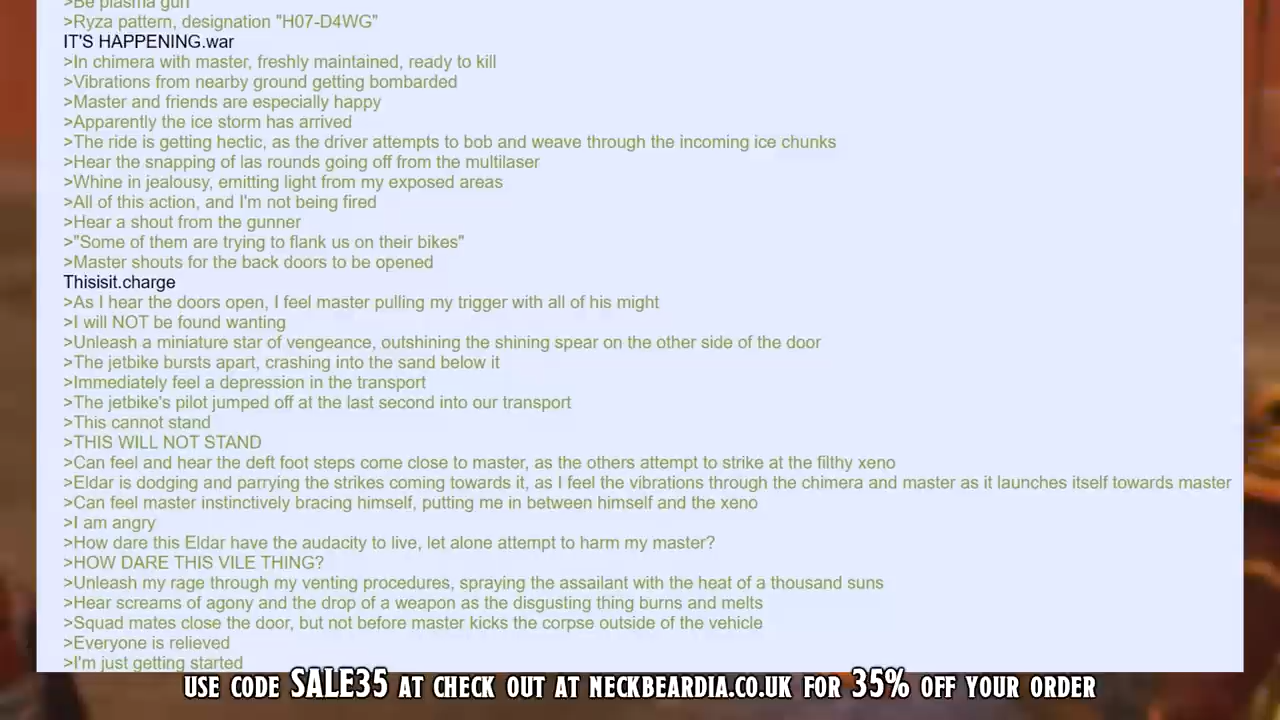 >Be plasma gun
>Ryza pattern, designation "H07-D4WG"
IT'S HAPPENING.war
>In chimera with master, freshly maintained, ready to kill
>Vibrations from nearby ground getting bombarded
>Master and friends are especially happy
>Apparently the ice storm has arrived
>The ride is getting hectic, as the driver attempts to bob and weave through the incoming ice chunks
>Hear the snapping of las rounds going off from the multilaser
>Whine in jealousy, emitting light from my exposed areas
>All of this action, and I'm not being fired
>Hear a shout from the gunner
>"Some of them are trying to flank us on their bikes"
>Master shouts for the back doors to be opened
Thisisit.charge
>As I hear the doors open, I feel master pulling my trigger with all of his might
>I will NOT be found wanting
>Unleash a miniature star of vengeance, outshining the shining spear on the other side of the door
>The jetbike bursts apart, crashing into the sand below it
>Immediately feel a depression in the transport
>The jetbike's pilot jumped off at the last second into our transport
>This cannot stand
>THIS WILL NOT STAND
>Can feel and hear the deft foot steps come close to master, as the others attempt to strike at the filthy xeno
>Eldar is dodging and parrying the strikes coming towards it, as I feel the vibrations through the chimera and master as it launches itself towards master
>Can feel master instinctively bracing himself, putting me in between himself and the xeno
>I am angry
>How dare this Eldar have the audacity to live, let alone attempt to harm my master?
>HOW DARE THIS VILE THING?
>Unleash my rage through my venting procedures, spraying the assailant with the heat of a thousand suns
>Hear screams of agony and the drop of a weapon as the disgusting thing burns and melts
>Squad mates close the door, but not before master kicks the corpse outside of the vehicle
>Everyone is relieved
>I'm just getting started
USE CODE SALE35 AT CHECK OUT AT NECKBEARDIA.CO.UK FOR 35% OFF YOUR ORDER